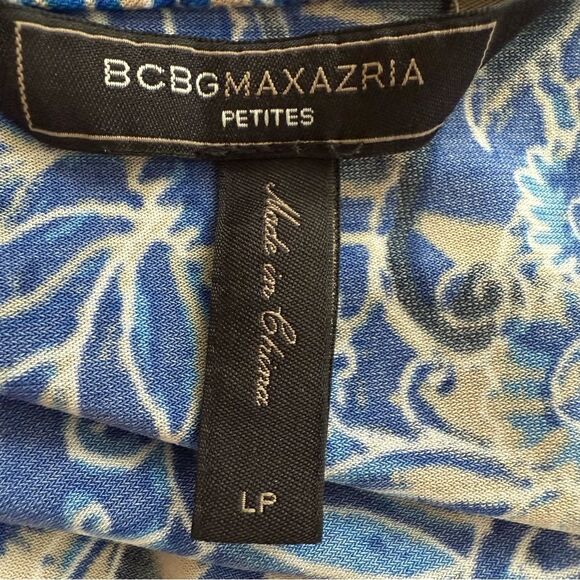 BCBGMAXAZRIA
PETITES
Made in China
LP